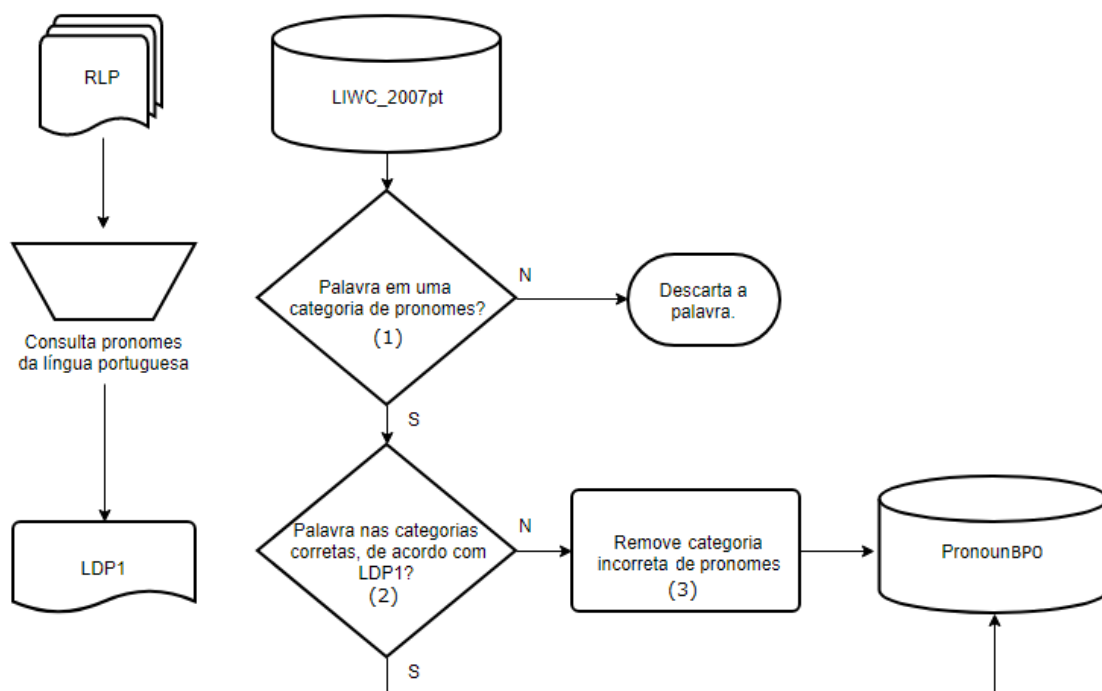 RLP
LIWC_2007pt
Palavra em uma
categoria de pronomes?
(1)
N
Descarta a
palavra.
Consulta pronomes
da língua portuguesa
S
LDP1
Palavra nas categorias
corretas, de acordo com
LDP1?
(2)
N
Remove categoria
incorreta de pronomes
(3)
PronounBP0
S